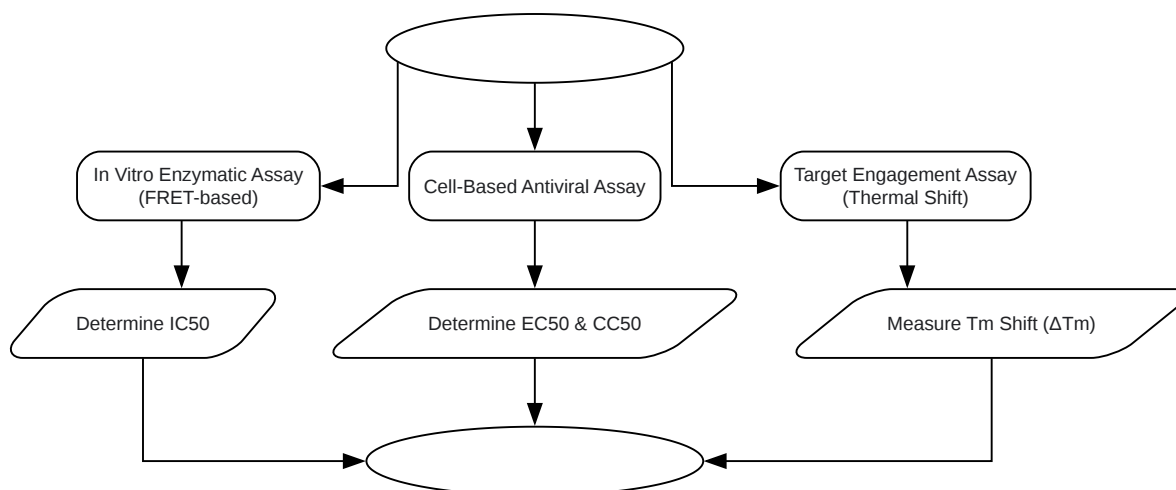 In Vitro Enzymatic Assay
(FRET-based)
Cell-Based Antiviral Assay
Target Engagement Assay
(Thermal Shift)
Determine IC50
Determine EC50 & CC50
Measure Tm Shift (ΔTm)